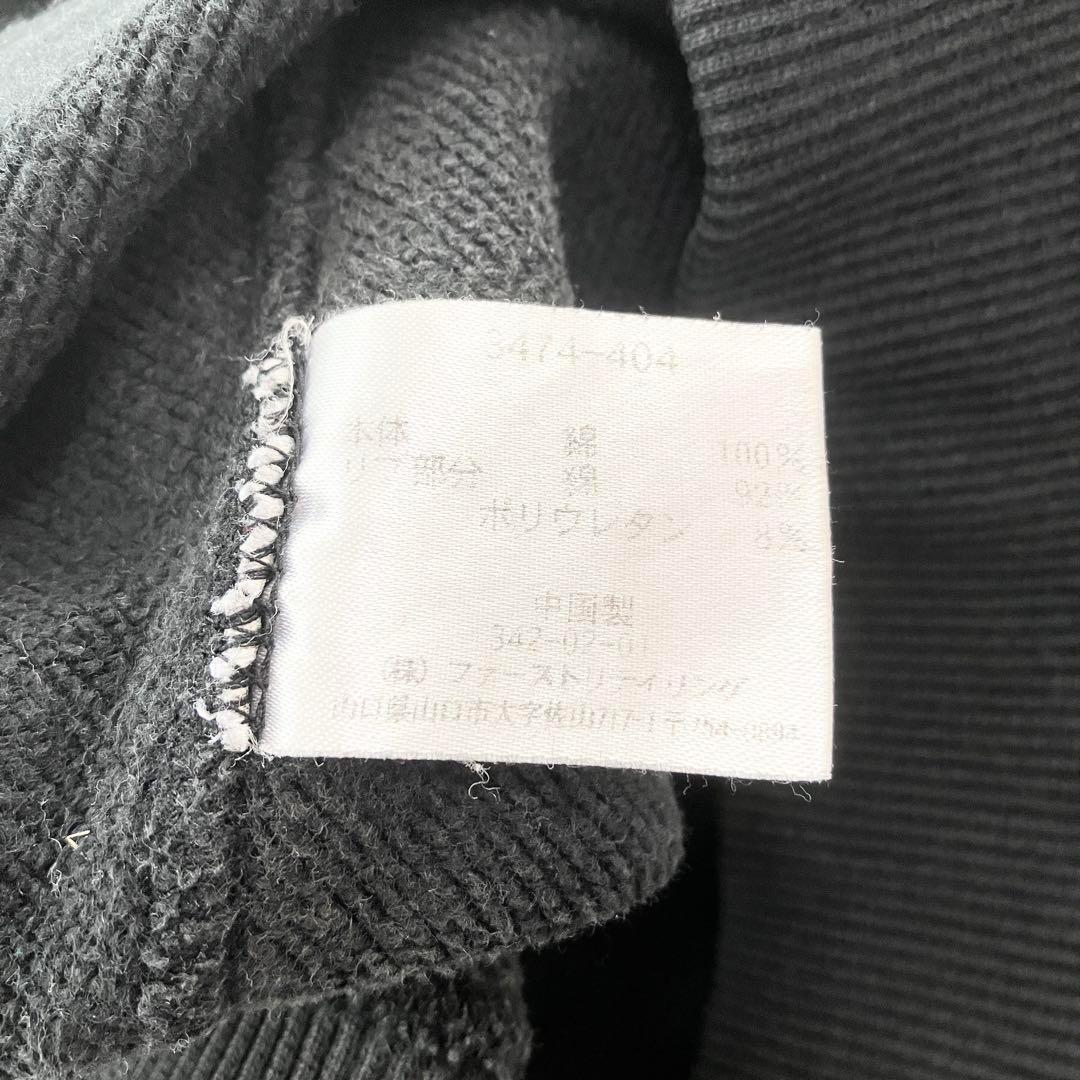 3474-404
本体 綿 100%
リブ部分 綿 92%
ポリウレタン 8%
中国製
342-02-01
(株)ファーストリテイリング
山口県山口市大字佐山717-1 〒754-0894